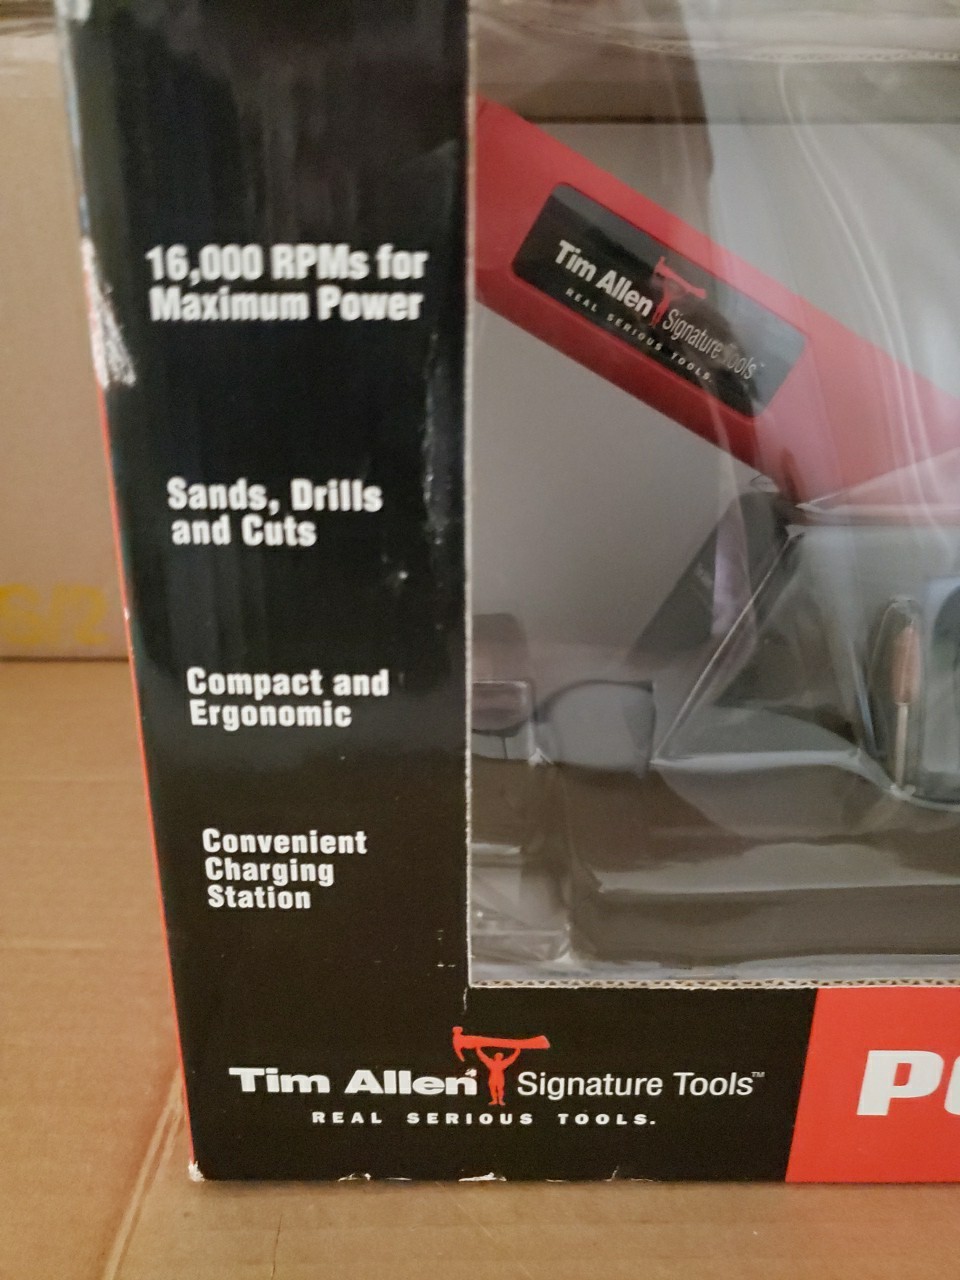 16,000 RPMs for
Maximum Power
Sands, Drills
and Cuts
Compact and
Ergonomic
Convenient
Charging
Station
Tim Allen Signature Tools™
REAL SERIOUS TOOLS.
Tim Allen Signature Tools™
REAL SERIOUS TOOLS.